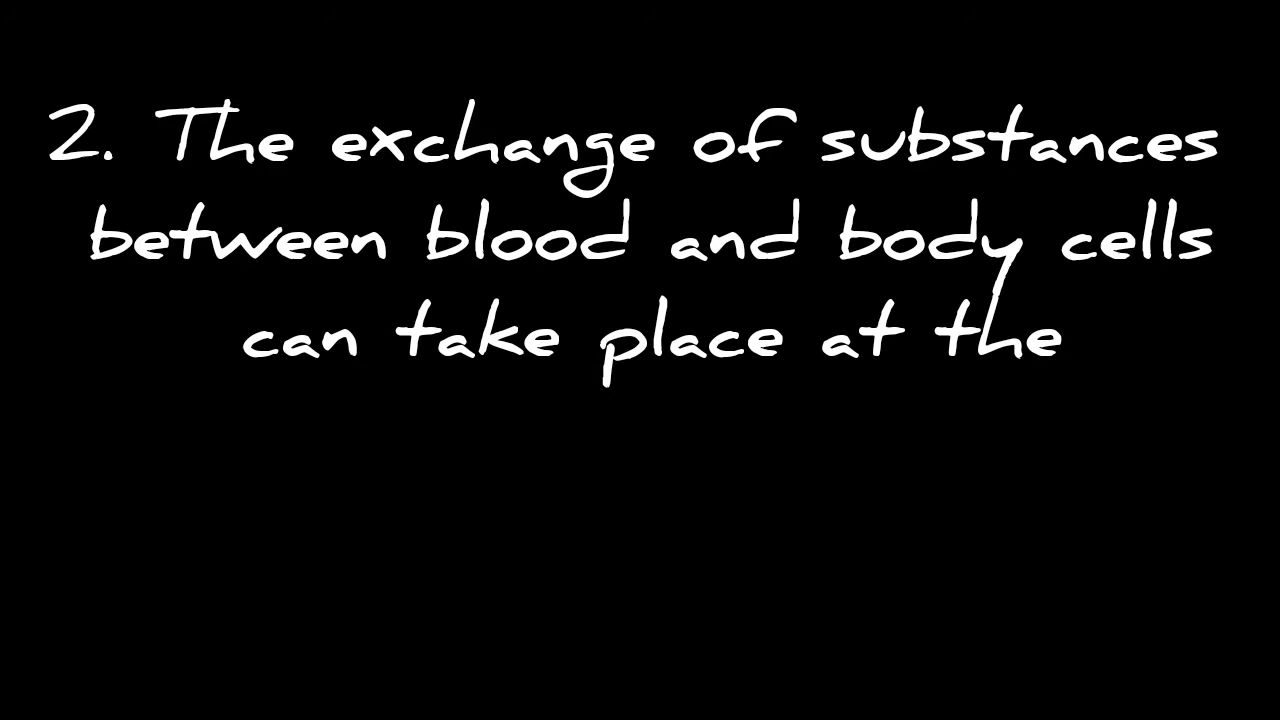 2. The exchange of substances
between blood and body cells
can take place at the